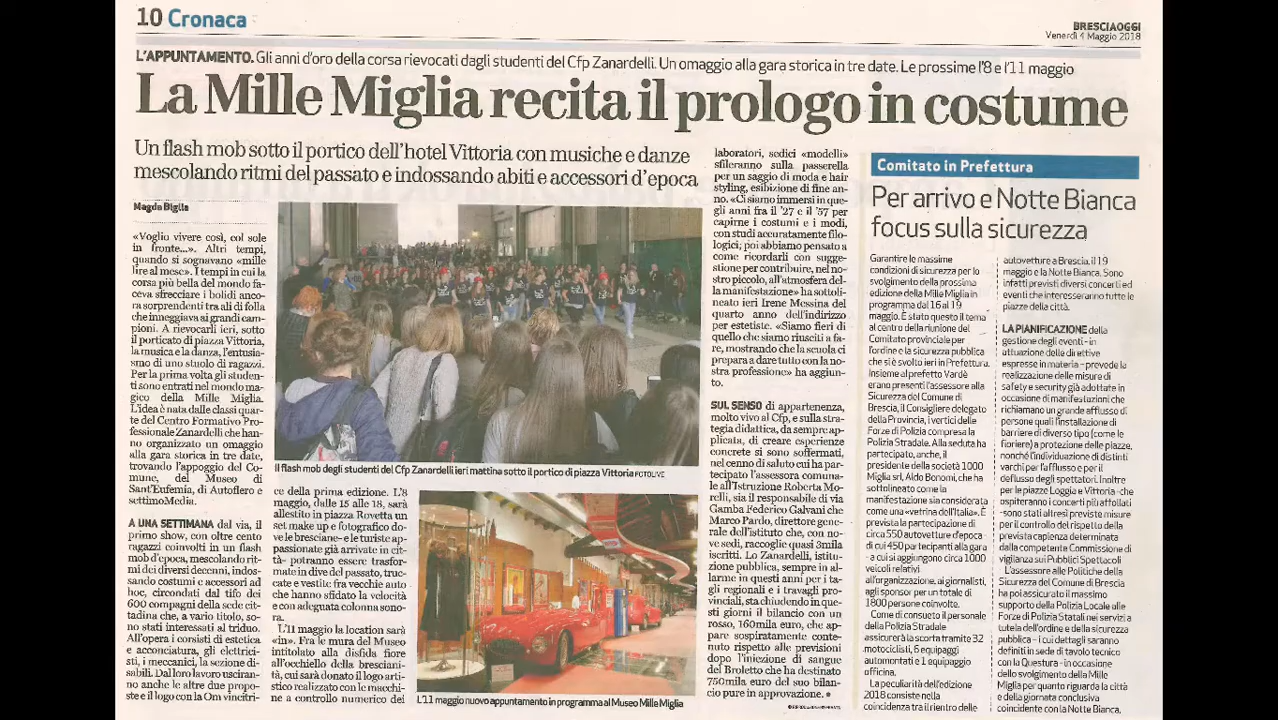 10 Cronaca
BRESCIAOGGI
Venerdì 4 Maggio 2018
L'APPUNTAMENTO. Gli anni d'oro della corsa rievocati dagli studenti del Cfp Zanardelli. Un omaggio alla gara storica in tre date. Le prossime l'8 e l'11 maggio
La Mille Miglia recita il prologo in costume
Un flash mob sotto il portico dell'hotel Vittoria con musiche e danze
mescolando ritmi del passato e indossando abiti e accessori d'epoca
Magda Biglia
«Voglio vivere così, col sole
in fronte...». Altri tempi,
quando si sognavano «mille
lire al mese». I tempi in cui la
corsa più bella del mondo fa-
ceva sfrecciare i bolidi anco-
ra sorprendenti tra ali di folla
che inneggiava ai grandi cam-
pioni. A rievocarli ieri, sotto
il porticato di piazza Vittoria,
la musica e la danza, l'entusia-
smo di uno stuolo di ragazzi.
Per la prima volta gli studen-
ti sono entrati nel mondo ma-
gico della Mille Miglia.
L'idea è nata dalle classi quar-
te del Centro Formativo Pro-
fessionale Zanardelli che han-
no organizzato un omaggio
alla gara storica in tre date,
trovando l'appoggio del Co-
mune, del Museo di
Sant'Eufemia, di Autoflero e
settimoMedia.
A UNA SETTIMANA dal via, il
primo show, con oltre cento
ragazzi coinvolti in un flash
mob d'epoca, mescolando rit-
mi dei diversi decenni, indos-
sando costumi e accessori ad
hoc, circondati dal tifo dei
600 compagni della sede cit-
tadina che, a vario titolo, so-
no stati interessati al triduo.
All'opera i corsisti di estetica
e acconciatura, gli elettrici-
sti, i meccanici, la sezione di-
sabili. Dal loro lavoro usciran-
no anche le altre due propo-
ste e il logo con la Om vincitri-
Il flash mob degli studenti del Cfp Zanardelli ieri mattina sotto il portico di piazza Vittoria FOTOLIVE
ce della prima edizione. L'8
maggio, dalle 15 alle 18, sarà
allestito in piazza Rovetta un
set make up e fotografico do-
ve le bresciane- e le turiste ap-
passionate già arrivate in cit-
tà- potranno essere trasfor-
mate in dive del passato, truc-
cate e vestite fra vecchie auto
che hanno sfidato la velocità
e con adeguata colonna sono-
ra.
L'11 maggio la location sarà
«in». Fra le mura del Museo
intitolato alla disfida fiore
all'occhiello della brescianì-
tà, cui sarà donato il logo arti-
stico realizzato con le macchi-
ne a controllo numerico dei
L'11 maggio nuovo appuntamento in programma al Museo Mille Miglia
laboratori, sedici «modelli»
sfileranno sulla passerella
per un saggio di moda e hair
styling, esibizione di fine an-
no. «Ci siamo immersi in que-
gli anni fra il '27 e il '57 per
capirne i costumi e i modi,
con studi accuratamente filo-
logici; poi abbiamo pensato a
come ricordarli con sugge-
stione per contribuire, nel no-
stro piccolo, all'atmosfera del-
la manifestazione» ha sottoli-
neato ieri Irene Messina del
quarto anno dell'indirizzo
per estetiste. «Siamo fieri di
quello che siamo riusciti a fa-
re, mostrando che la scuola ci
prepara a dare tutto con la no-
stra professione» ha aggiun-
to.
SUL SENSO di appartenenza,
molto vivo al Cfp, e sulla stra-
tegia didattica, da sempre ap-
plicata, di creare esperienze
concrete si sono soffermati,
nel cenno di saluto cui ha par-
tecipato l'assessora comuna-
le all'Istruzione Roberta Mo-
relli, sia il responsabile di via
Gamba Federico Galvani che
Marco Pardo, direttore gene-
rale dell'istituto che, con no-
ve sedi, raccoglie quasi 3mila
iscritti. Lo Zanardelli, istitu-
zione pubblica, sempre in al-
larme in questi anni per i ta-
gli regionali e i travagli pro-
vinciali, sta chiudendo in que-
sti giorni il bilancio con un
rosso, 160mila euro, che ap-
pare sospiratamente conte-
nuto rispetto alle previsioni
dopo l'iniezione di sangue
del Broletto che ha destinato
750mila euro del suo bilan-
cio pure in approvazione. •
Comitato in Prefettura
Per arrivo e Notte Bianca
focus sulla sicurezza
Garantire le massime
condizioni di sicurezza per lo
svolgimento della prossima
edizione della Mille Miglia in
programma dal 16 al 19
maggio. È stato questo il tema
al centro della riunione del
Comitato provinciale per
l'ordine e la sicurezza pubblica
che si è svolto ieri in Prefettura.
Insieme al prefetto Vardè
erano presenti l'assessore alla
Sicurezza del Comune di
Brescia, il Consigliere delegato
della Provincia, i vertici delle
Forze di Polizia compresa la
Polizia Stradale. Alla seduta ha
partecipato, anche, il
presidente della società 1000
Miglia srl, Aldo Bonomi, che ha
sottolineato come la
manifestazione sia considerata
come una «vetrina dell'Italia». È
prevista la partecipazione di
circa 550 autovetture d'epoca
di cui 450 partecipanti alla gara
- a cui si aggiungono circa 1000
veicoli relativi
all'organizzazione, ai giornalisti,
agli sponsor per un totale di
1800 persone coinvolte.
Come di consueto il personale
della Polizia Stradale
assicurerà la scorta tramite 32
motociclisti, 6 equipaggi
automontati e 1 equipaggio
officina.
La peculiarità dell'edizione
2018 consiste nella
coincidenza tra il rientro delle
autovetture a Brescia, il 19
maggio e la Notte Bianca. Sono
infatti previsti diversi concerti ed
eventi che interesseranno tutte le
piazze della città.
LA PIANIFICAZIONE della
gestione degli eventi - in
attuazione delle direttive
espresse in materia - prevede la
realizzazione delle misure di
safety e security già adottate in
occasione di manifestazioni che
richiamano un grande afflusso di
persone quali l'installazione di
barriere di diverso tipo (come le
fioriere) a protezione delle piazze,
nonché l'individuazione di distinti
varchi per l'afflusso e per il
deflusso degli spettatori. Inoltre
per le piazze Loggia e Vittoria -che
ospiteranno i concerti più affollati
-sono stati altresì previste misure
per il controllo del rispetto della
prevista capienza determinata
dalla competente Commissione di
vigilanza su Pubblici Spettacoli
L'assessore alle Politiche della
Sicurezza del Comune di Brescia
ha poi assicurato il massimo
supporto della Polizia Locale alle
Forze di Polizia Statali nei servizi a
tutela dell'ordine e della sicurezza
pubblica - i cui dettagli saranno
definiti in sede di tavolo tecnico
con la Questura - in occasione
dello svolgimento della Mille
Miglia per quanto riguarda la città
e della giornata conclusiva
coincidente con la Notte Bianca.